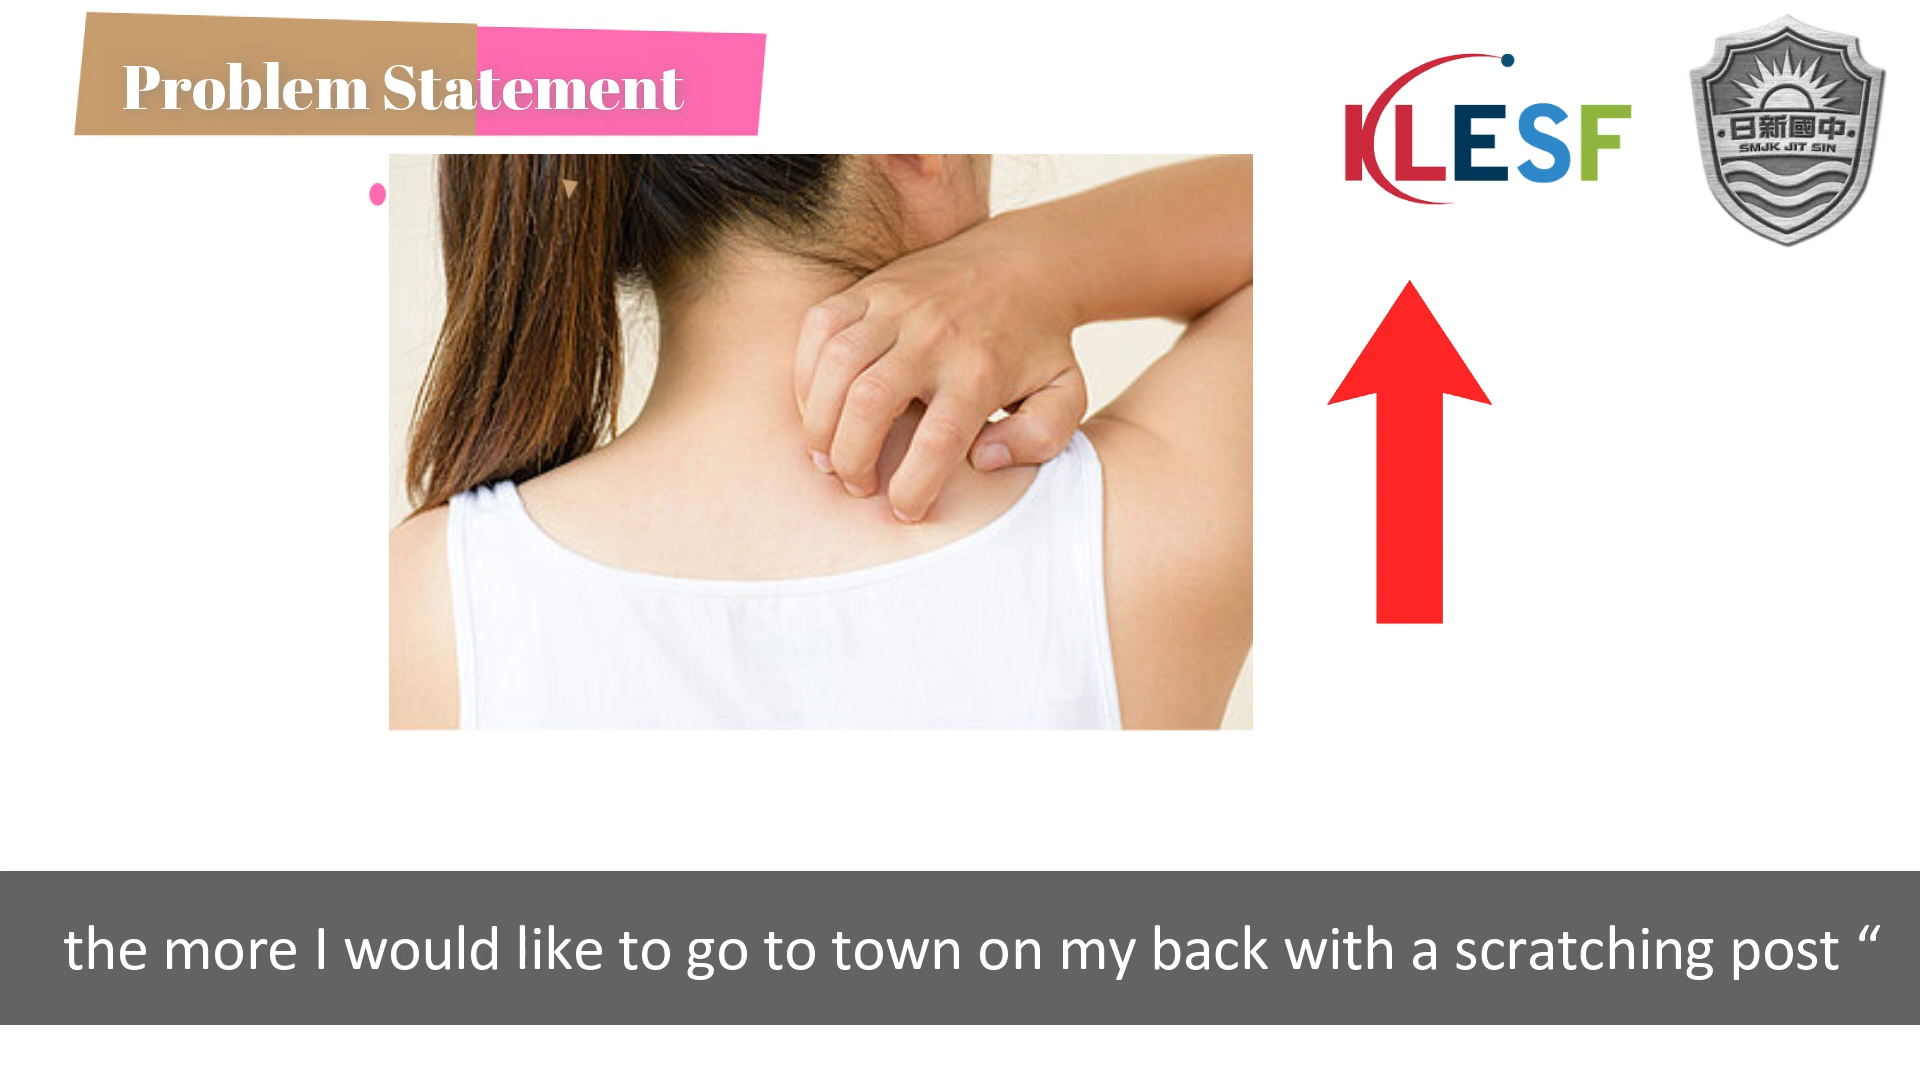 Problem Statement
KLESF
日新國中
SMJK JIT SIN
the more I would like to go to town on my back with a scratching post “